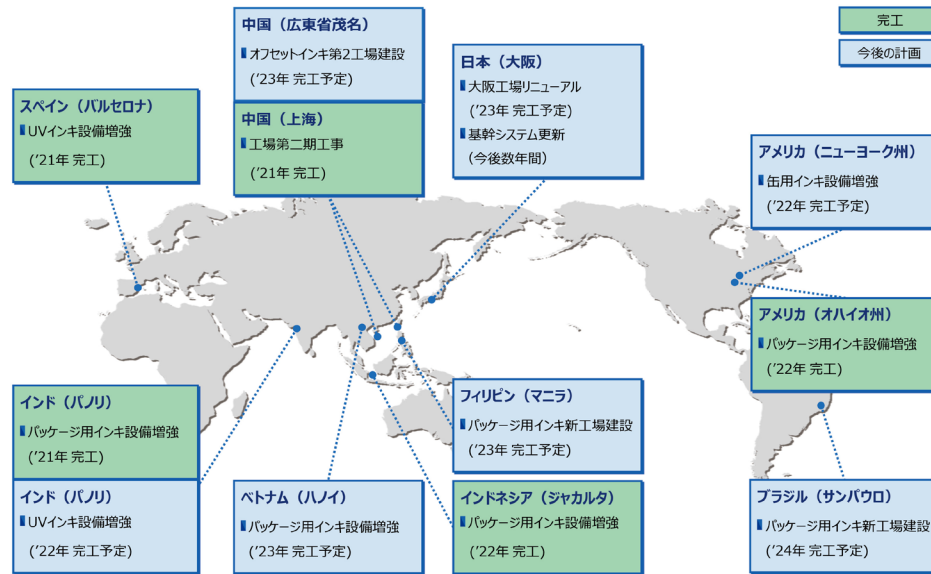 完工
今後の計画
中国（広東省茂名）
オフセットインキ第2工場建設
(’23年 完工予定)
中国（上海）
工場第二期工事
(’21年 完工)
日本（大阪）
大阪工場リニューアル
(’23年 完工予定)
基幹システム更新
(今後数年間)
スペイン（バルセロナ）
UVインキ設備増強
(’21年 完工)
アメリカ（ニューヨーク州）
缶用インキ設備増強
(’22年 完工予定)
アメリカ（オハイオ州）
パッケージ用インキ設備増強
(’22年 完工)
インド（パノリ）
パッケージ用インキ設備増強
(’21年 完工)
インド（パノリ）
UVインキ設備増強
(’22年 完工予定)
ベトナム（ハノイ）
パッケージ用インキ設備増強
(’23年 完工予定)
フィリピン（マニラ）
パッケージ用インキ新工場建設
(’23年 完工予定)
インドネシア（ジャカルタ）
パッケージ用インキ設備増強
(’22年 完工)
ブラジル（サンパウロ）
パッケージ用インキ新工場建設
(’24年 完工予定)